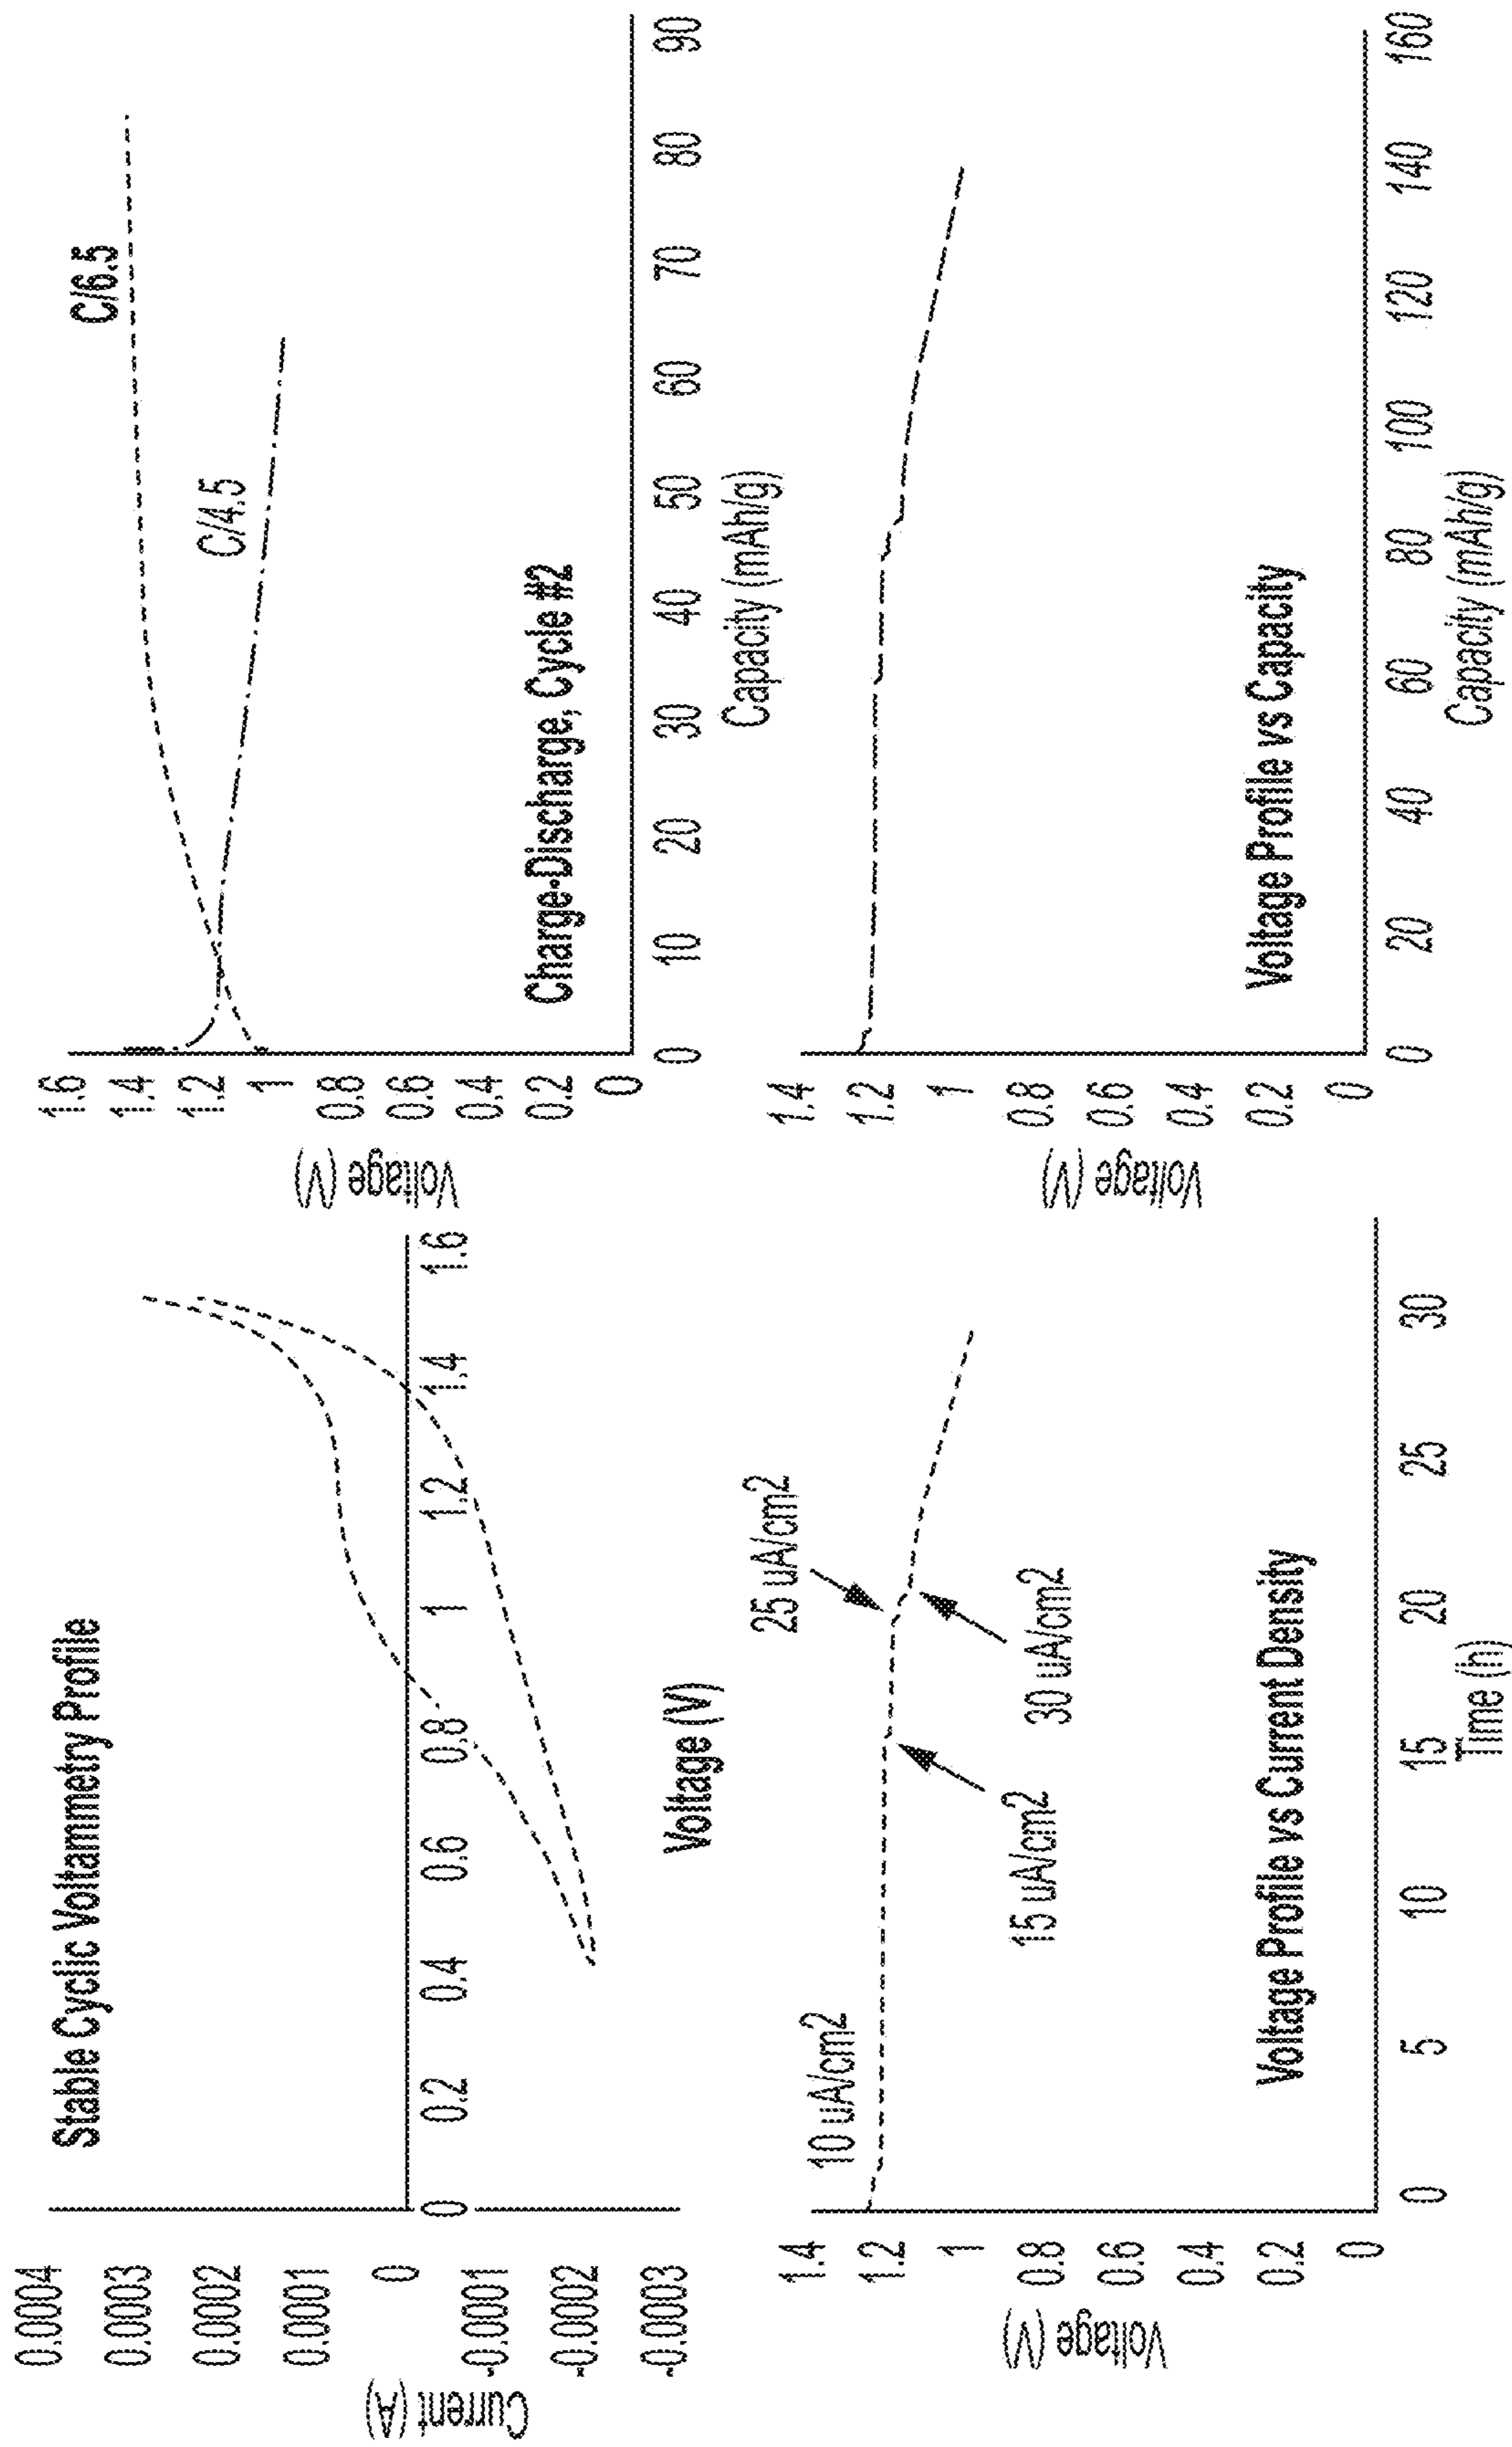 Stable Cyclic Voltammetry Profile
Current (A)
0.0004
0.0003
0.0002
0.0001
0
-0.0001
-0.0002
-0.0003
0 0.2 0.4 0.6 0.8 1 1.2 1.4 1.6
Voltage (V)
Voltage (V)
1.6
1.4
1.2
1
0.8
0.6
0.4
0.2
0
C/6.5
C/4.5
Charge-Discharge, Cycle #2
0 10 20 30 40 50 60 70 80 90
Capacity (mAh/g)
Voltage (V)
1.4
1.2
1
0.8
0.6
0.4
0.2
0
10 uA/cm2
25 uA/cm2
15 uA/cm2
30 uA/cm2
Voltage Profile vs Current Density
0 5 10 15 20 25 30
Time (h)
Voltage (V)
1.4
1.2
1
0.8
0.6
0.4
0.2
0
Voltage Profile vs Capacity
0 20 40 60 80 100 120 140 160
Capacity (mAh/g)